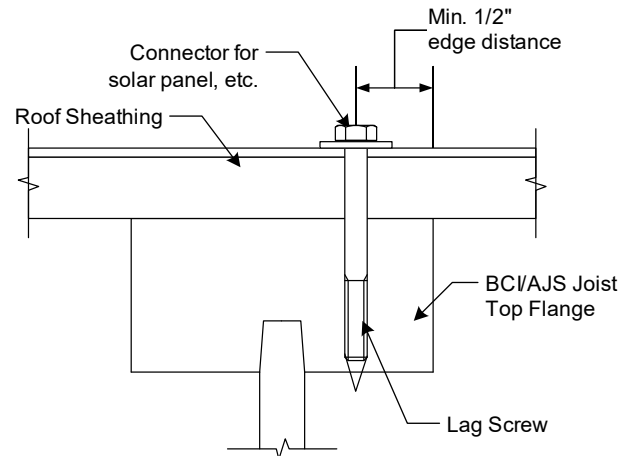 Min. 1/2"
edge distance
Connector for
solar panel, etc.
Roof Sheathing
BCI/AJS Joist
Top Flange
Lag Screw